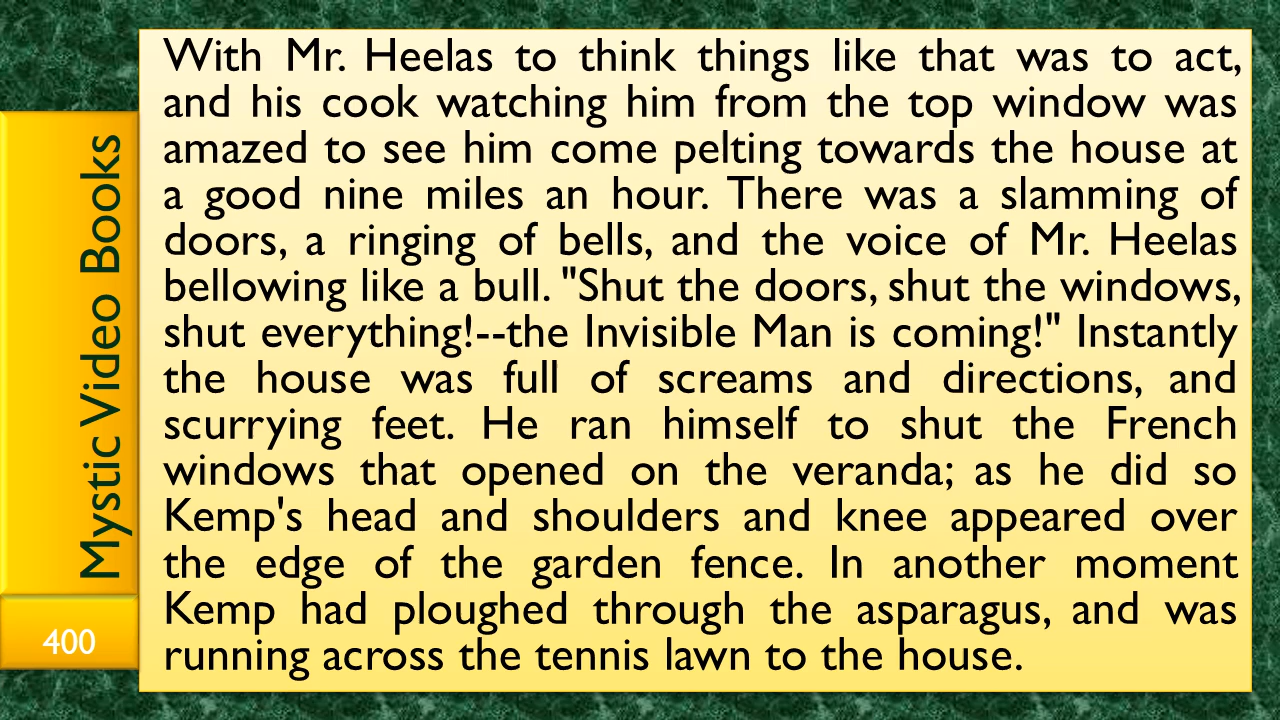 With Mr. Heelas to think things like that was to act,
and his cook watching him from the top window was
amazed to see him come pelting towards the house at
a good nine miles an hour. There was a slamming of
doors, a ringing of bells, and the voice of Mr. Heelas
bellowing like a bull. "Shut the doors, shut the windows,
shut everything!--the Invisible Man is coming!" Instantly
the house was full of screams and directions, and
scurrying feet. He ran himself to shut the French
windows that opened on the veranda; as he did so
Kemp's head and shoulders and knee appeared over
the edge of the garden fence. In another moment
Kemp had ploughed through the asparagus, and was
running across the tennis lawn to the house.
Mystic Video Books
400